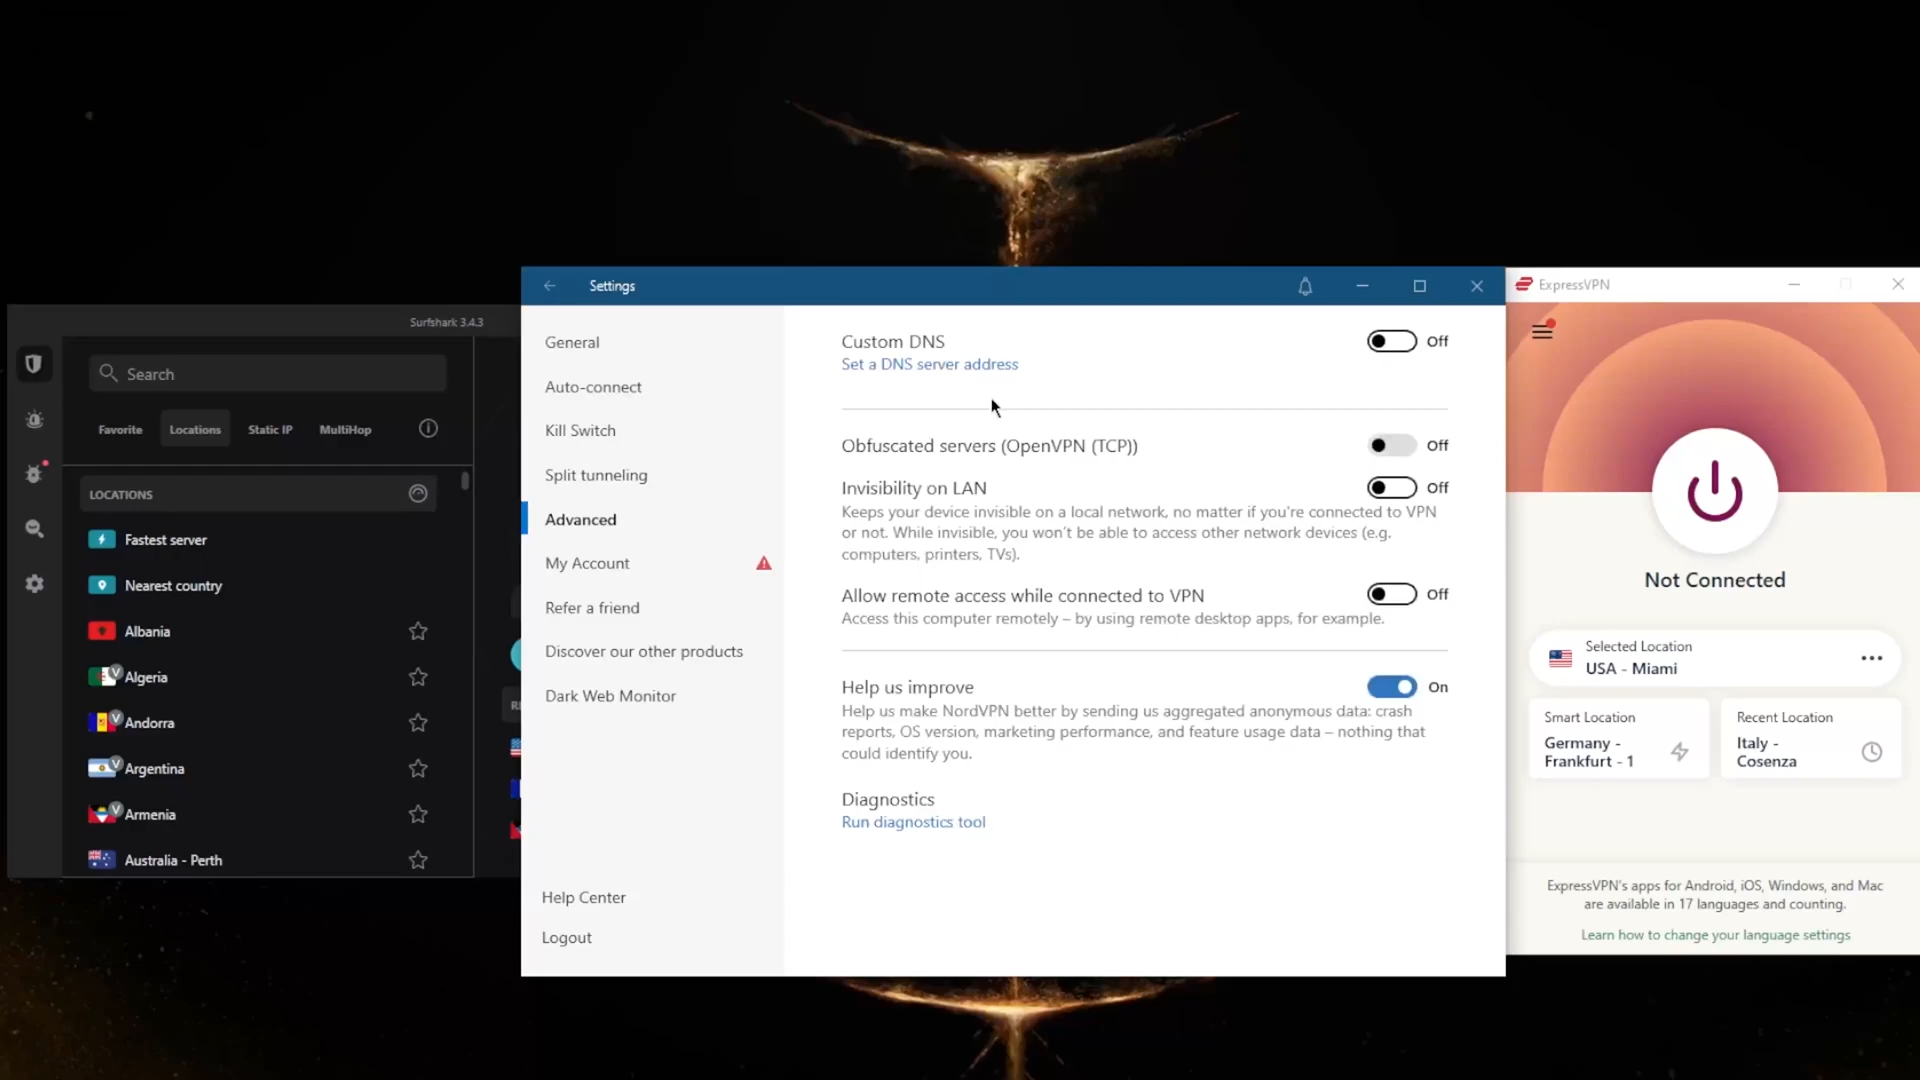 Surfshark 3.4.3
Search
Favorite
Locations
Static IP
MultiHop
LOCATIONS
Fastest server
Nearest country
Albania
Algeria
Andorra
Argentina
Armenia
Australia - Perth
Settings
General
Auto-connect
Kill Switch
Split tunneling
Advanced
My Account
Refer a friend
Discover our other products
Dark Web Monitor
Help Center
Logout
Custom DNS
Off
Set a DNS server address
Obfuscated servers (OpenVPN (TCP))
Off
Invisibility on LAN
Off
Keeps your device invisible on a local network, no matter if you're connected to VPN
or not. While invisible, you won't be able to access other network devices (e.g.
computers, printers, TVs).
Allow remote access while connected to VPN
Off
Access this computer remotely – by using remote desktop apps, for example.
Help us improve
On
Help us make NordVPN better by sending us aggregated anonymous data: crash
reports, OS version, marketing performance, and feature usage data – nothing that
could identify you.
Diagnostics
Run diagnostics tool
ExpressVPN
Not Connected
Selected Location
USA - Miami
Smart Location
Germany -
Frankfurt - 1
Recent Location
Italy -
Cosenza
ExpressVPN's apps for Android, iOS, Windows, and Mac
are available in 17 languages and counting.
Learn how to change your language settings